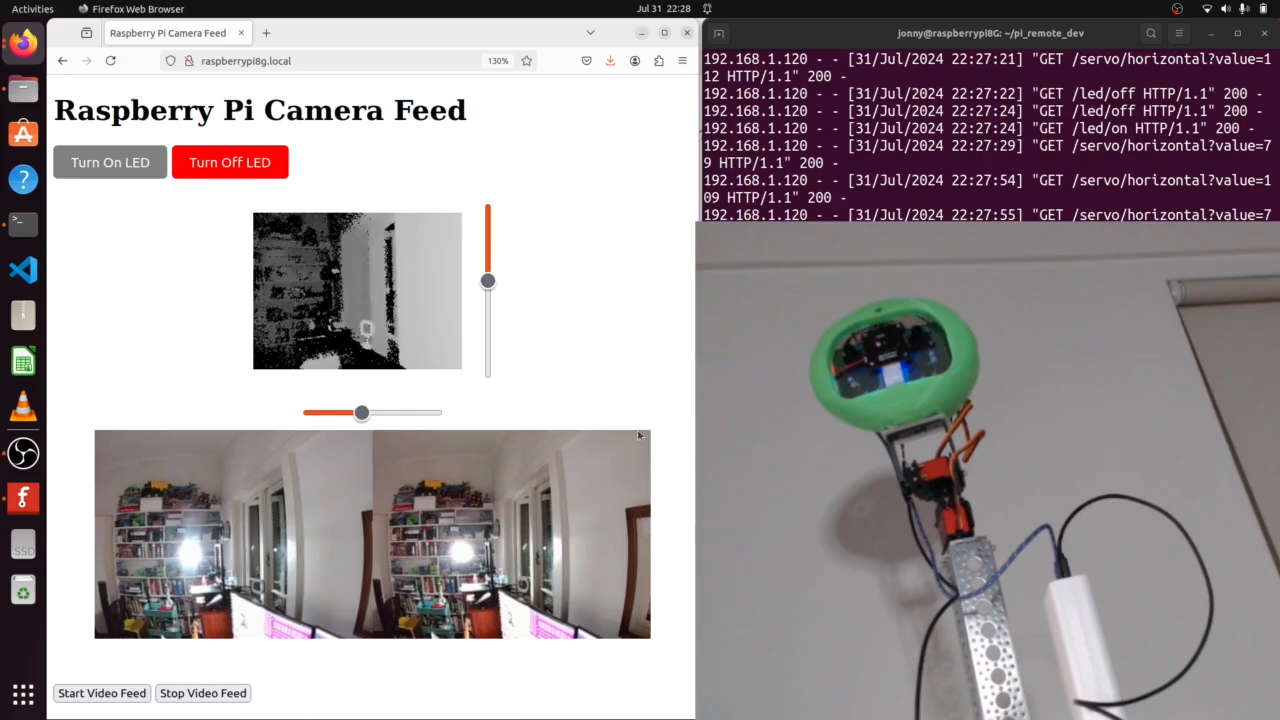 Activities
Firefox Web Browser
Jul 31 22:28
Raspberry Pi Camera Feed
raspberrypi8g.local
130%
Raspberry Pi Camera Feed
Turn On LED
Turn Off LED
Start Video Feed
Stop Video Feed
SSD
jonny@raspberrypi8G: ~/pi_remote_dev
192.168.1.120 - - [31/Jul/2024 22:27:21] "GET /servo/horizontal?value=1
12 HTTP/1.1" 200 -
192.168.1.120 - - [31/Jul/2024 22:27:22] "GET /led/off HTTP/1.1" 200 -
192.168.1.120 - - [31/Jul/2024 22:27:24] "GET /led/off HTTP/1.1" 200 -
192.168.1.120 - - [31/Jul/2024 22:27:24] "GET /led/on HTTP/1.1" 200 -
192.168.1.120 - - [31/Jul/2024 22:27:29] "GET /servo/horizontal?value=7
9 HTTP/1.1" 200 -
192.168.1.120 - - [31/Jul/2024 22:27:54] "GET /servo/horizontal?value=1
09 HTTP/1.1" 200 -
192.168.1.120 - - [31/Jul/2024 22:27:55] "GET /servo/horizontal?value=7